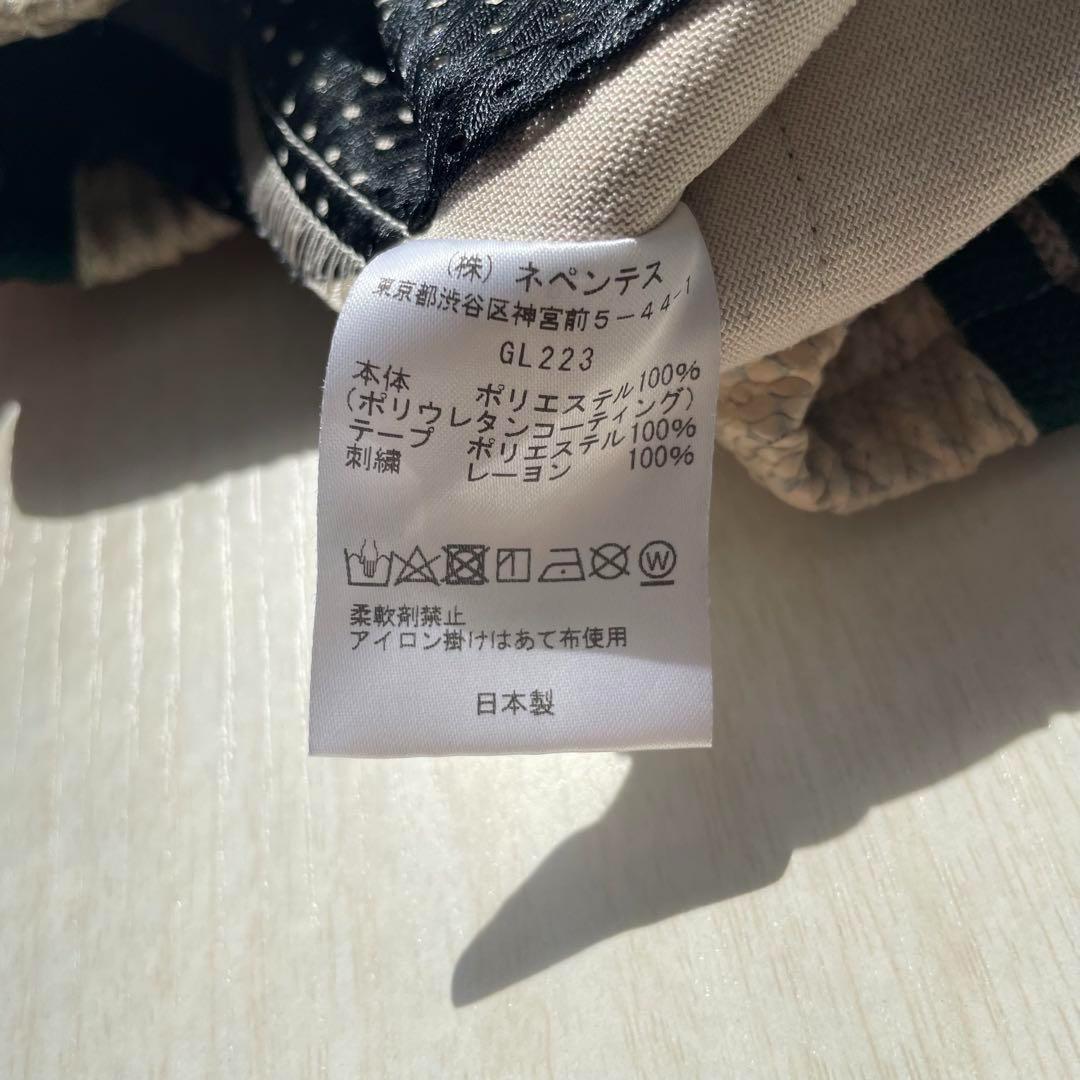 (株) ネペンテス
東京都渋谷区神宮前5-44-1
GL223
本体 ポリエステル100%
(ポリウレタンコーティング)
テープ ポリエステル100%
刺繍 レーヨン 100%
W
柔軟剤禁止
アイロン掛けはあて布使用
日本製